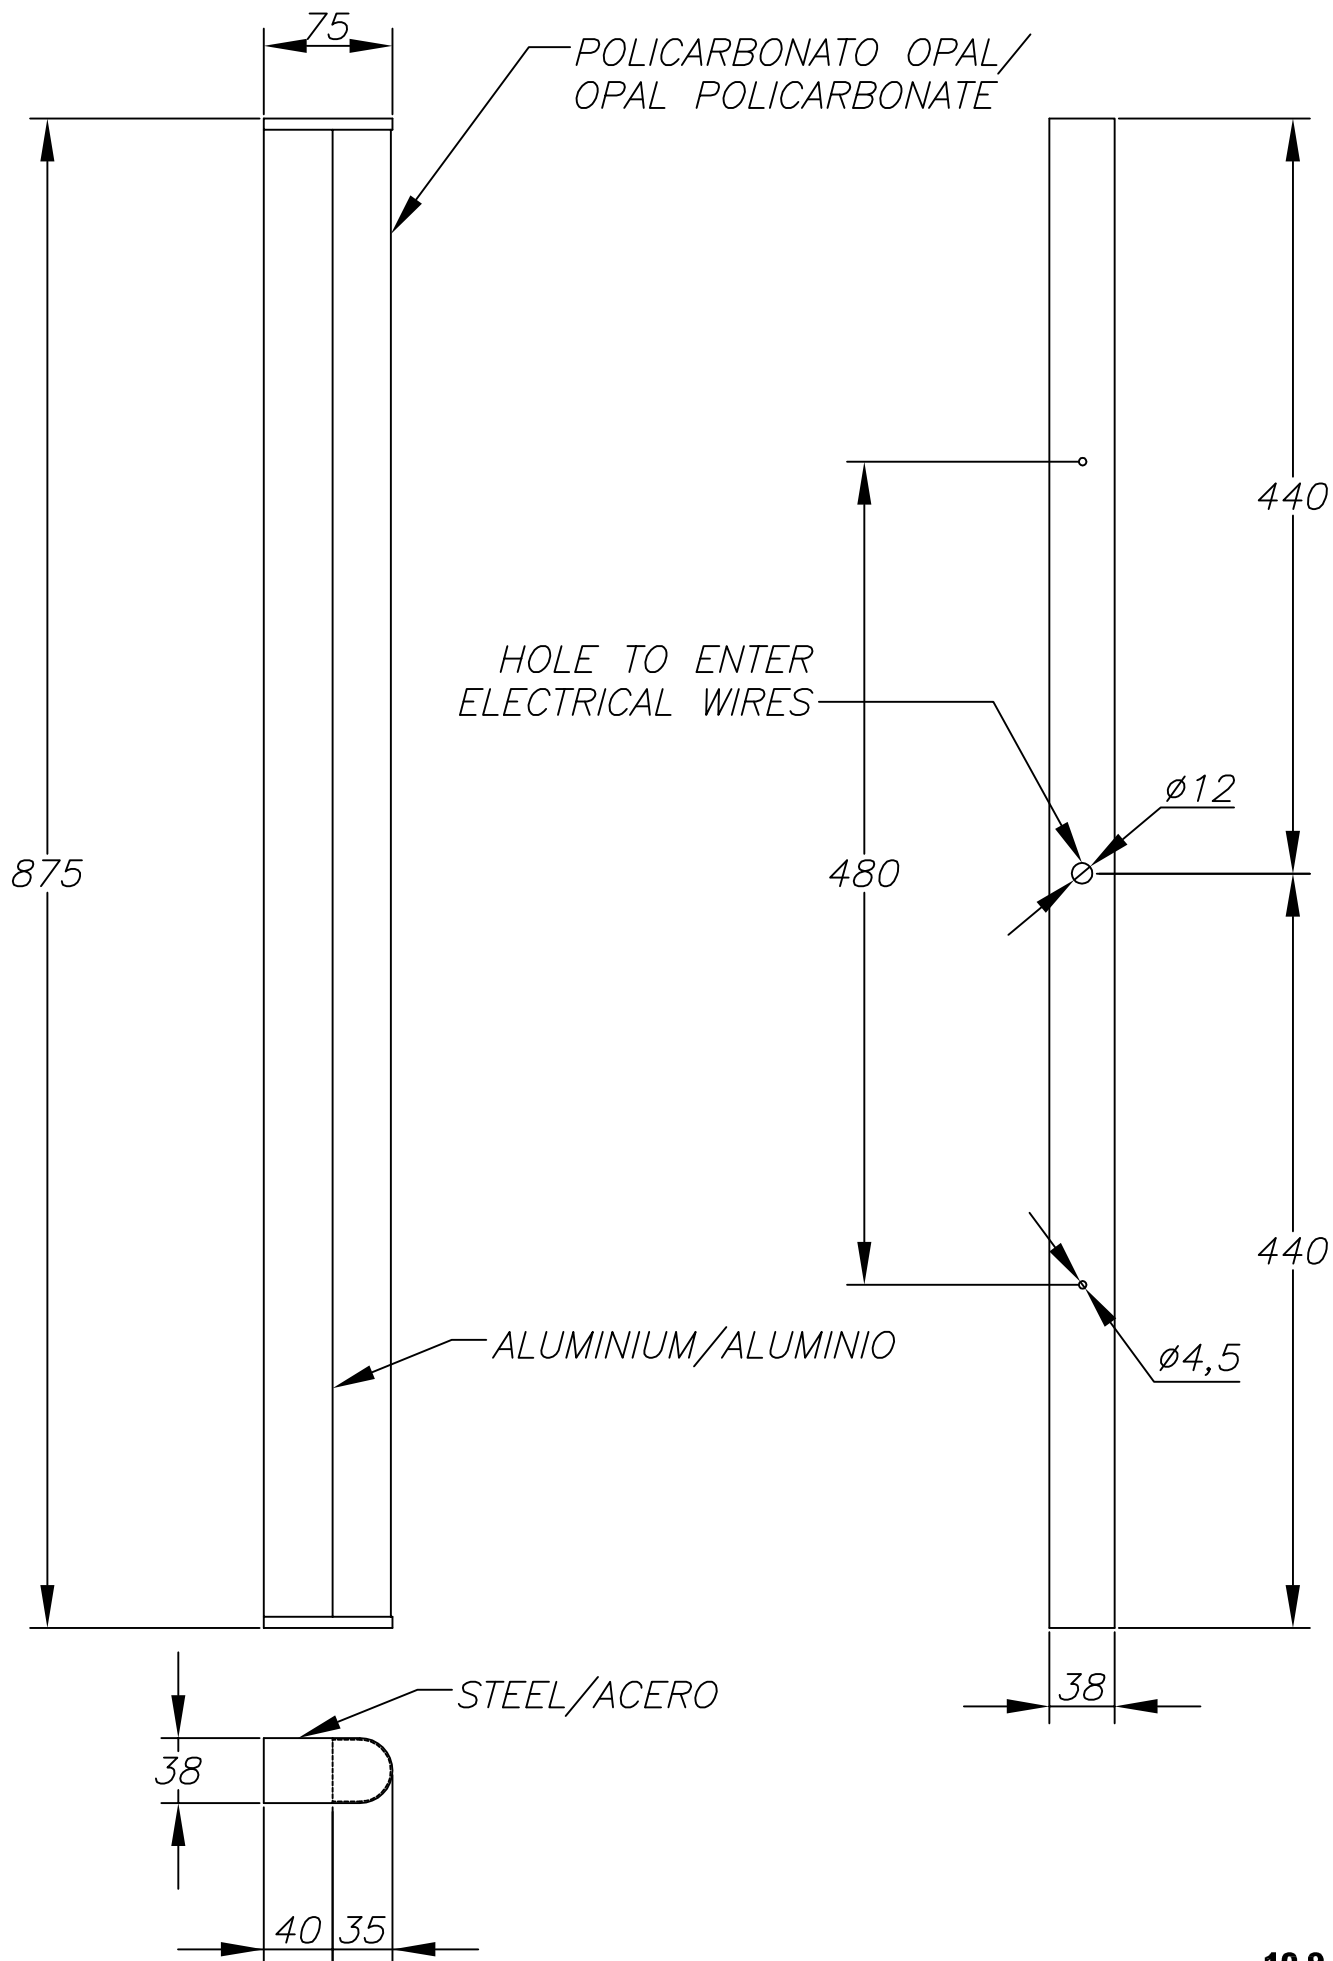 75
POLICARBONATO OPAL/
OPAL POLICARBONATE
440
HOLE TO ENTER
ELECTRICAL WIRES
ø12
875
480
440
ALUMINIUM/ALUMINIO
ø4,5
STEEL/ACERO
38
38
40
35